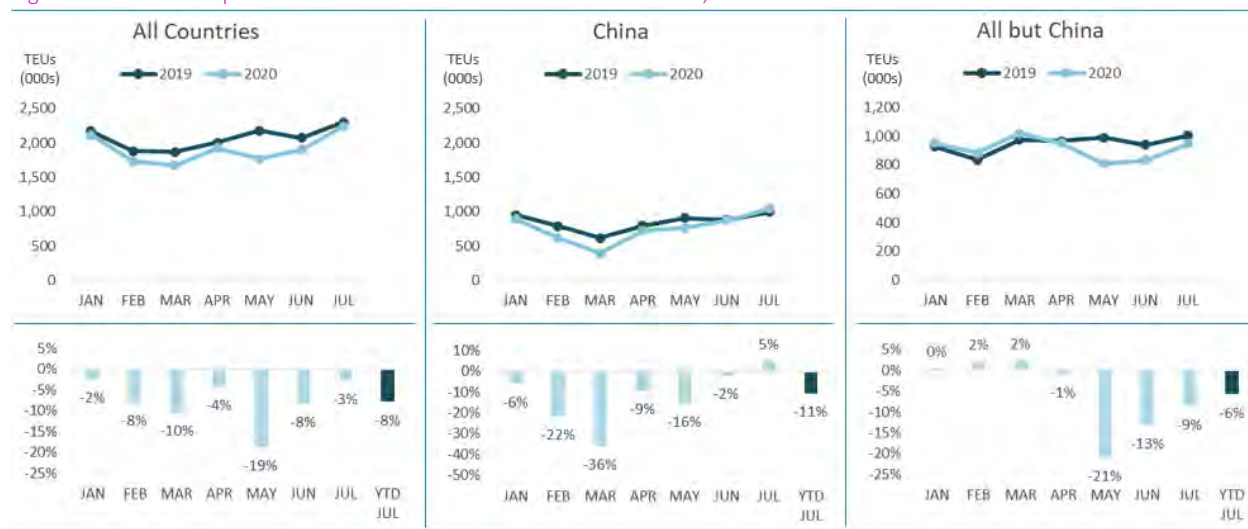 All Countries
TEUs
(000s)
2019 2020
2,500
2,000
1,500
1,000
500
0
JAN FEB MAR APR MAY JUN JUL
5%
0%
-5%
-10%
-15%
-20%
-25%
-2% -8% -10% -4% -19% -8% -3% -8%
JAN FEB MAR APR MAY JUN JUL YTD
JUL
China
TEUs
(000s)
2019 2020
2,500
2,000
1,500
1,000
500
0
JAN FEB MAR APR MAY JUN JUL
10%
0%
-10%
-20%
-30%
-40%
-50%
-6% -22% -36% -9% -16% -2% 5% -11%
JAN FEB MAR APR MAY JUN JUL YTD
JUL
All but China
TEUs
(000s)
2019 2020
1,200
1,000
800
600
400
200
0
JAN FEB MAR APR MAY JUN JUL
5%
0%
-5%
-10%
-15%
-20%
-25%
0% 2% 2% -1% -21% -13% -9% -6%
JAN FEB MAR APR MAY JUN JUL YTD
JUL